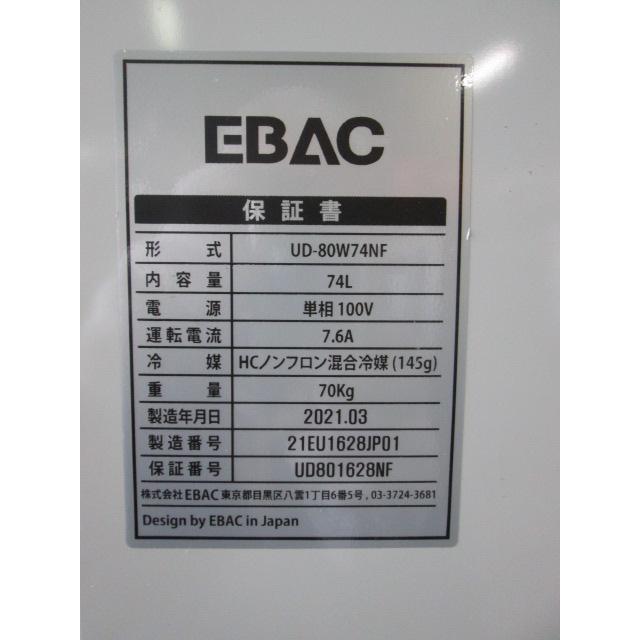 EBAC
保証書
形式 UD-80W74NF
内容量 74L
電源 単相100V
運転電流 7.6A
冷媒 HCノンフロン混合冷媒(145g)
重量 70Kg
製造年月日 2021.03
製造番号 21EU1628JP01
保証番号 UD801628NF
株式会社EBAC 東京都目黒区八雲1丁目6番5号, 03-3724-3681
Design by EBAC in Japan